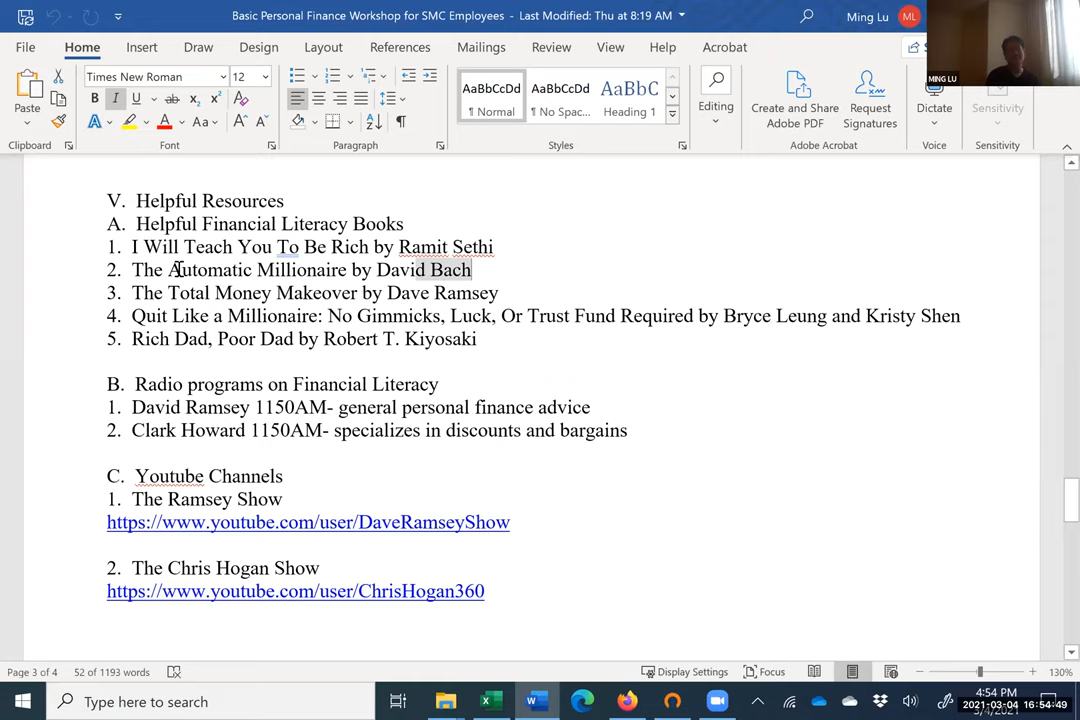 Basic Personal Finance Workshop for SMC Employees - Last Modified: Thu at 8:19 AM
Ming Lu ML
MING LU
File Home Insert Draw Design Layout References Mailings Review View Help Acrobat
Times New Roman 12
Paste
B I U ab x₂ x² A
A A Aa A A
AaBbCcDd AaBbCcDd AaBbC
¶ Normal ¶ No Spac... Heading 1
Editing
Create and Share Adobe PDF
Request Signatures
Dictate
Sensitivity
Clipboard Font Paragraph Styles Adobe Acrobat Voice Sensitivity
V. Helpful Resources
A. Helpful Financial Literacy Books
1. I Will Teach You To Be Rich by Ramit Sethi
2. The Automatic Millionaire by David Bach
3. The Total Money Makeover by Dave Ramsey
4. Quit Like a Millionaire: No Gimmicks, Luck, Or Trust Fund Required by Bryce Leung and Kristy Shen
5. Rich Dad, Poor Dad by Robert T. Kiyosaki
B. Radio programs on Financial Literacy
1. David Ramsey 1150AM- general personal finance advice
2. Clark Howard 1150AM- specializes in discounts and bargains
C. Youtube Channels
1. The Ramsey Show
https://www.youtube.com/user/DaveRamseyShow
2. The Chris Hogan Show
https://www.youtube.com/user/ChrisHogan360
Page 3 of 4 52 of 1193 words Display Settings Focus 130%
Type here to search
4:54 PM
2021-03-04 16:54:49